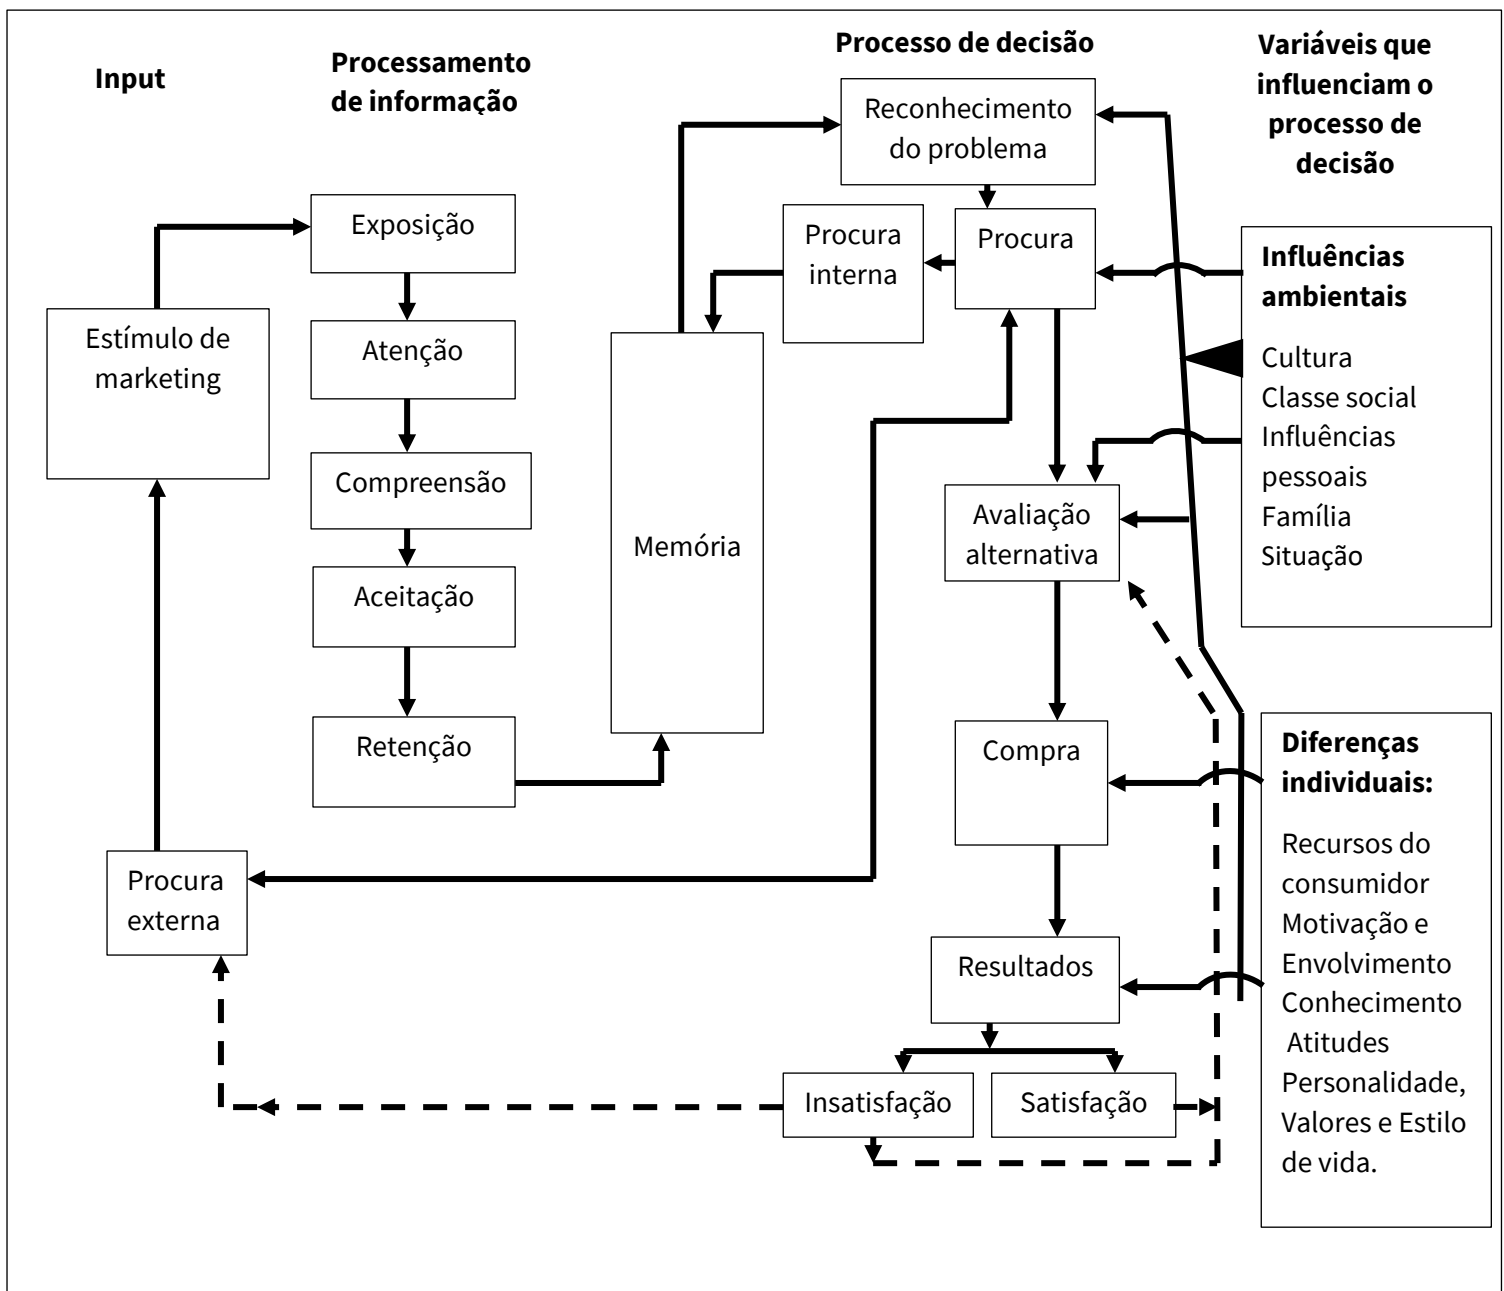 Input
Processamento
de informação
Processo de decisão
Variáveis que
influenciam o
processo de
decisão
Estímulo de
marketing
Procura
externa
Exposição
Atenção
Compreensão
Aceitação
Retenção
Memória
Reconhecimento
do problema
Procura
interna
Procura
Avaliação
alternativa
Compra
Resultados
Insatisfação
Satisfação
Influências
ambientais
Cultura
Classe social
Influências
pessoais
Família
Situação
Diferenças
individuais:
Recursos do
consumidor
Motivação e
Envolvimento
Conhecimento
Atitudes
Personalidade,
Valores e Estilo
de vida.